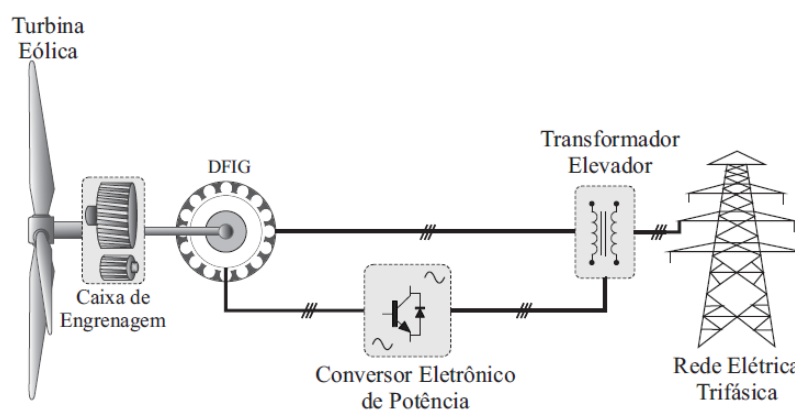 Turbina
Eólica
DFIG
Caixa de
Engrenagem
Conversor Eletrônico
de Potência
Transformador
Elevador
Rede Elétrica
Trifásica